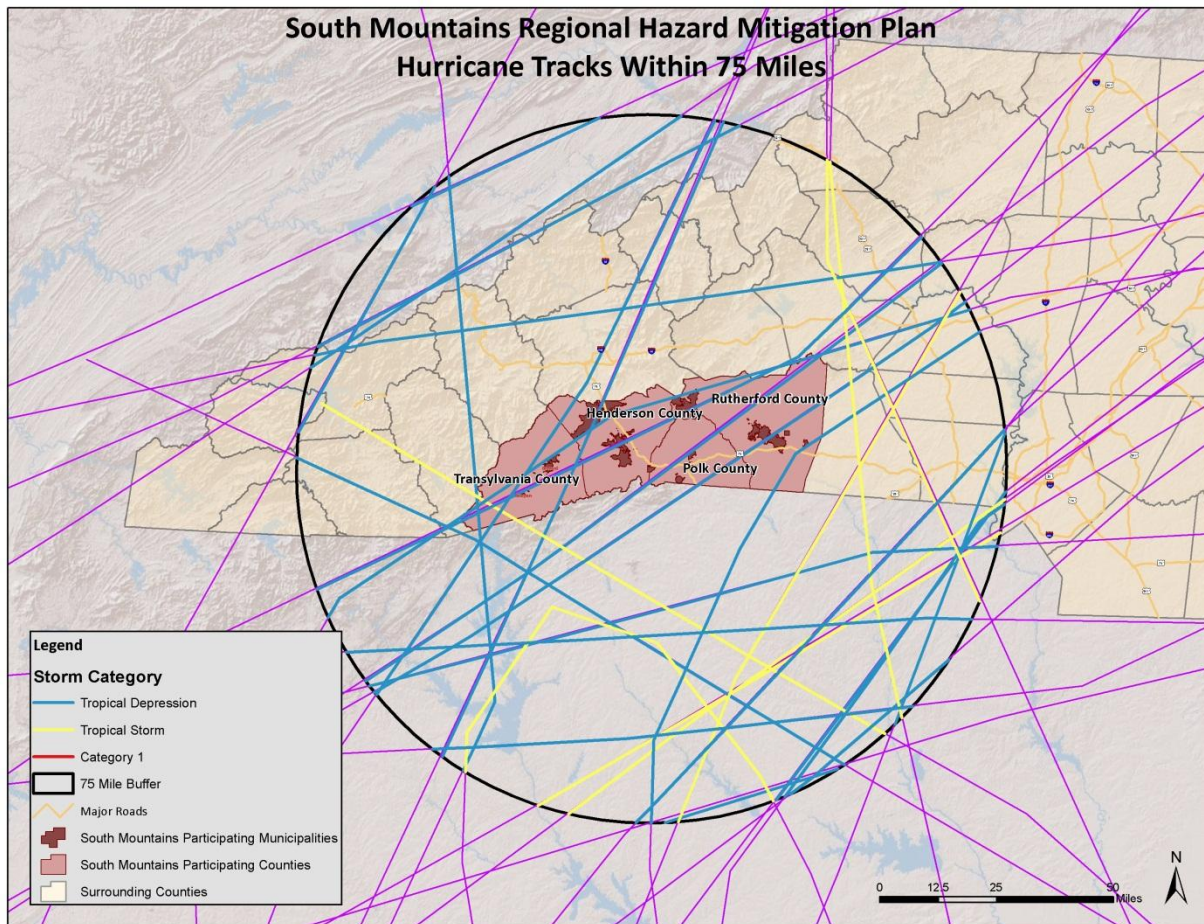 South Mountains Regional Hazard Mitigation Plan
Hurricane Tracks Within 75 Miles
Rutherford County
Henderson County
Polk County
Transylvania County
Legend
Storm Category
Tropical Depression
Tropical Storm
Category 1
75 Mile Buffer
Major Roads
South Mountains Participating Municipalities
South Mountains Participating Counties
Surrounding Counties
N
0 12.5 25 50
Miles